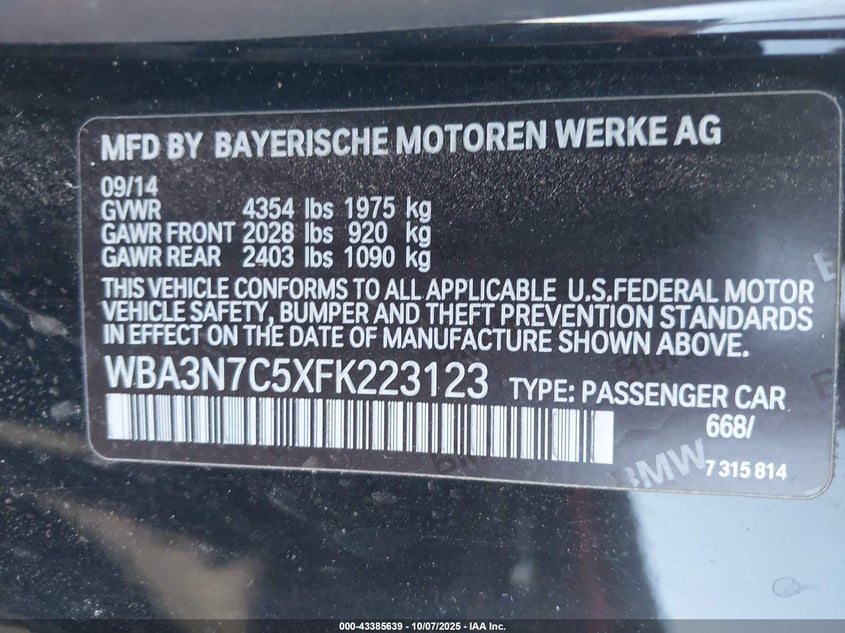 MFD BY BAYERISCHE MOTOREN WERKE AG
09/14
GVWR 4354 lbs 1975 kg
GAWR FRONT 2028 lbs 920 kg
GAWR REAR 2403 lbs 1090 kg
THIS VEHICLE CONFORMS TO ALL APPLICABLE U.S.FEDERAL MOTOR
VEHICLE SAFETY, BUMPER AND THEFT PREVENTION STANDARDS
IN EFFECT ON THE DATE OF MANUFACTURE SHOWN ABOVE.
WBA3N7C5XFK223123 TYPE: PASSENGER CAR
668/
BMW
7 315 814
000-43385639 - 10/07/2025 - IAA Inc.